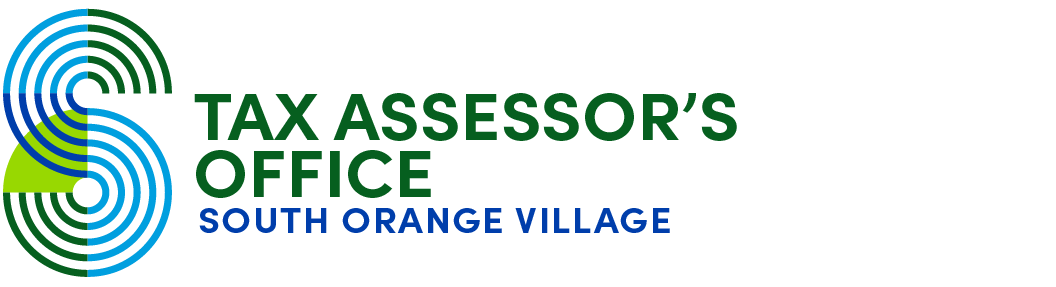 TAX ASSESSOR’S
OFFICE
SOUTH ORANGE VILLAGE